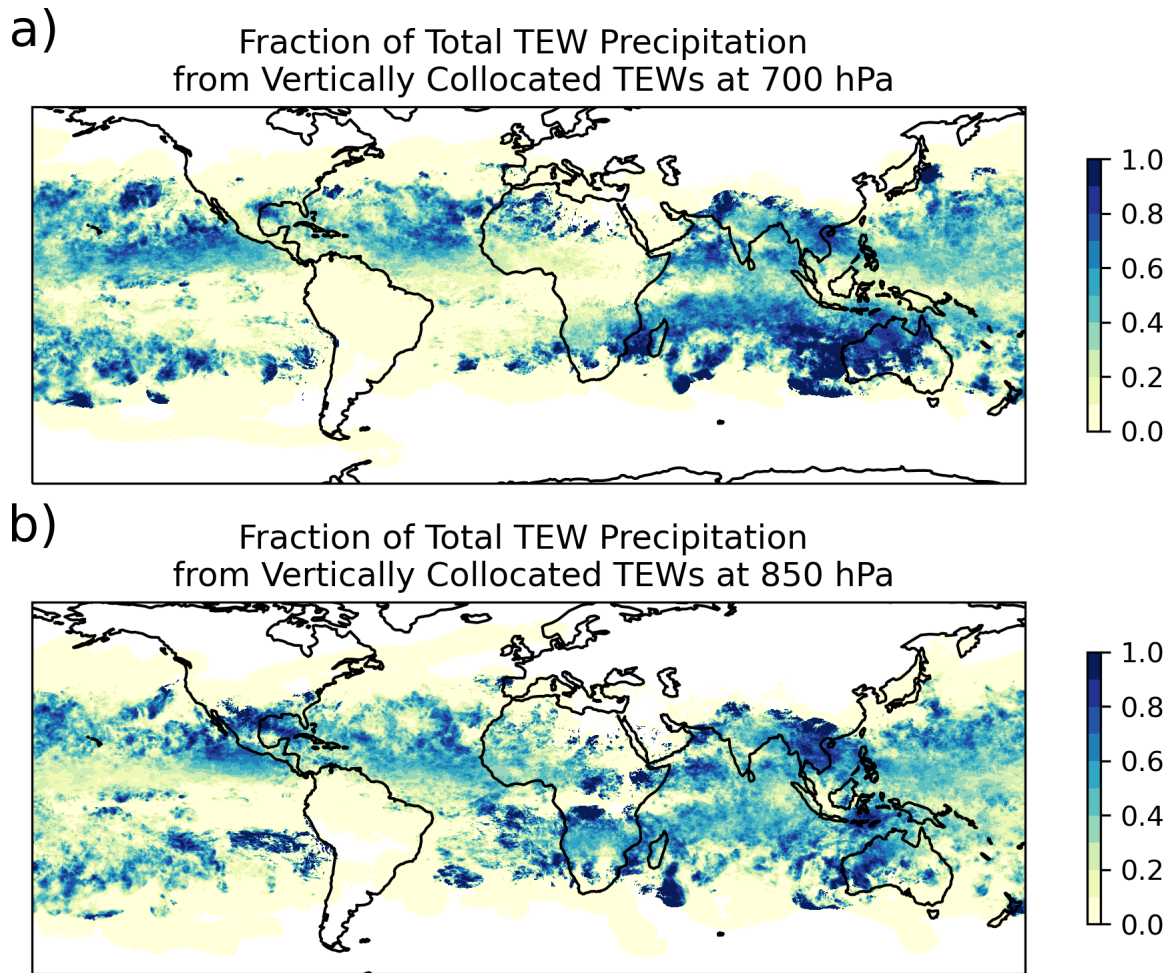 a)
Fraction of Total TEW Precipitation
from Vertically Collocated TEWs at 700 hPa
1.0
0.8
0.6
0.4
0.2
0.0
b)
Fraction of Total TEW Precipitation
from Vertically Collocated TEWs at 850 hPa
1.0
0.8
0.6
0.4
0.2
0.0